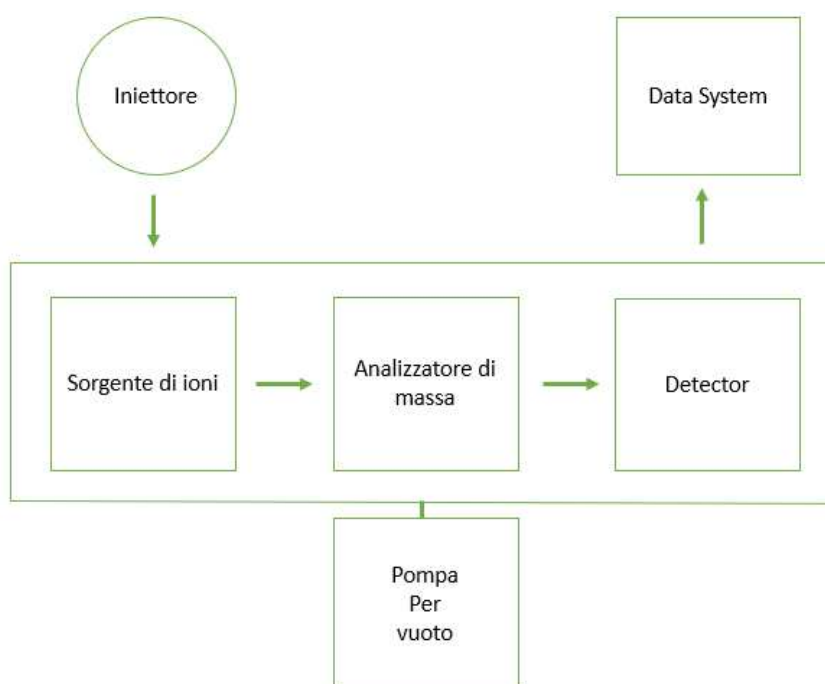 Iniettore
Data System
Sorgente di ioni
Analizzatore di
massa
Detector
Pompa
Per
vuoto